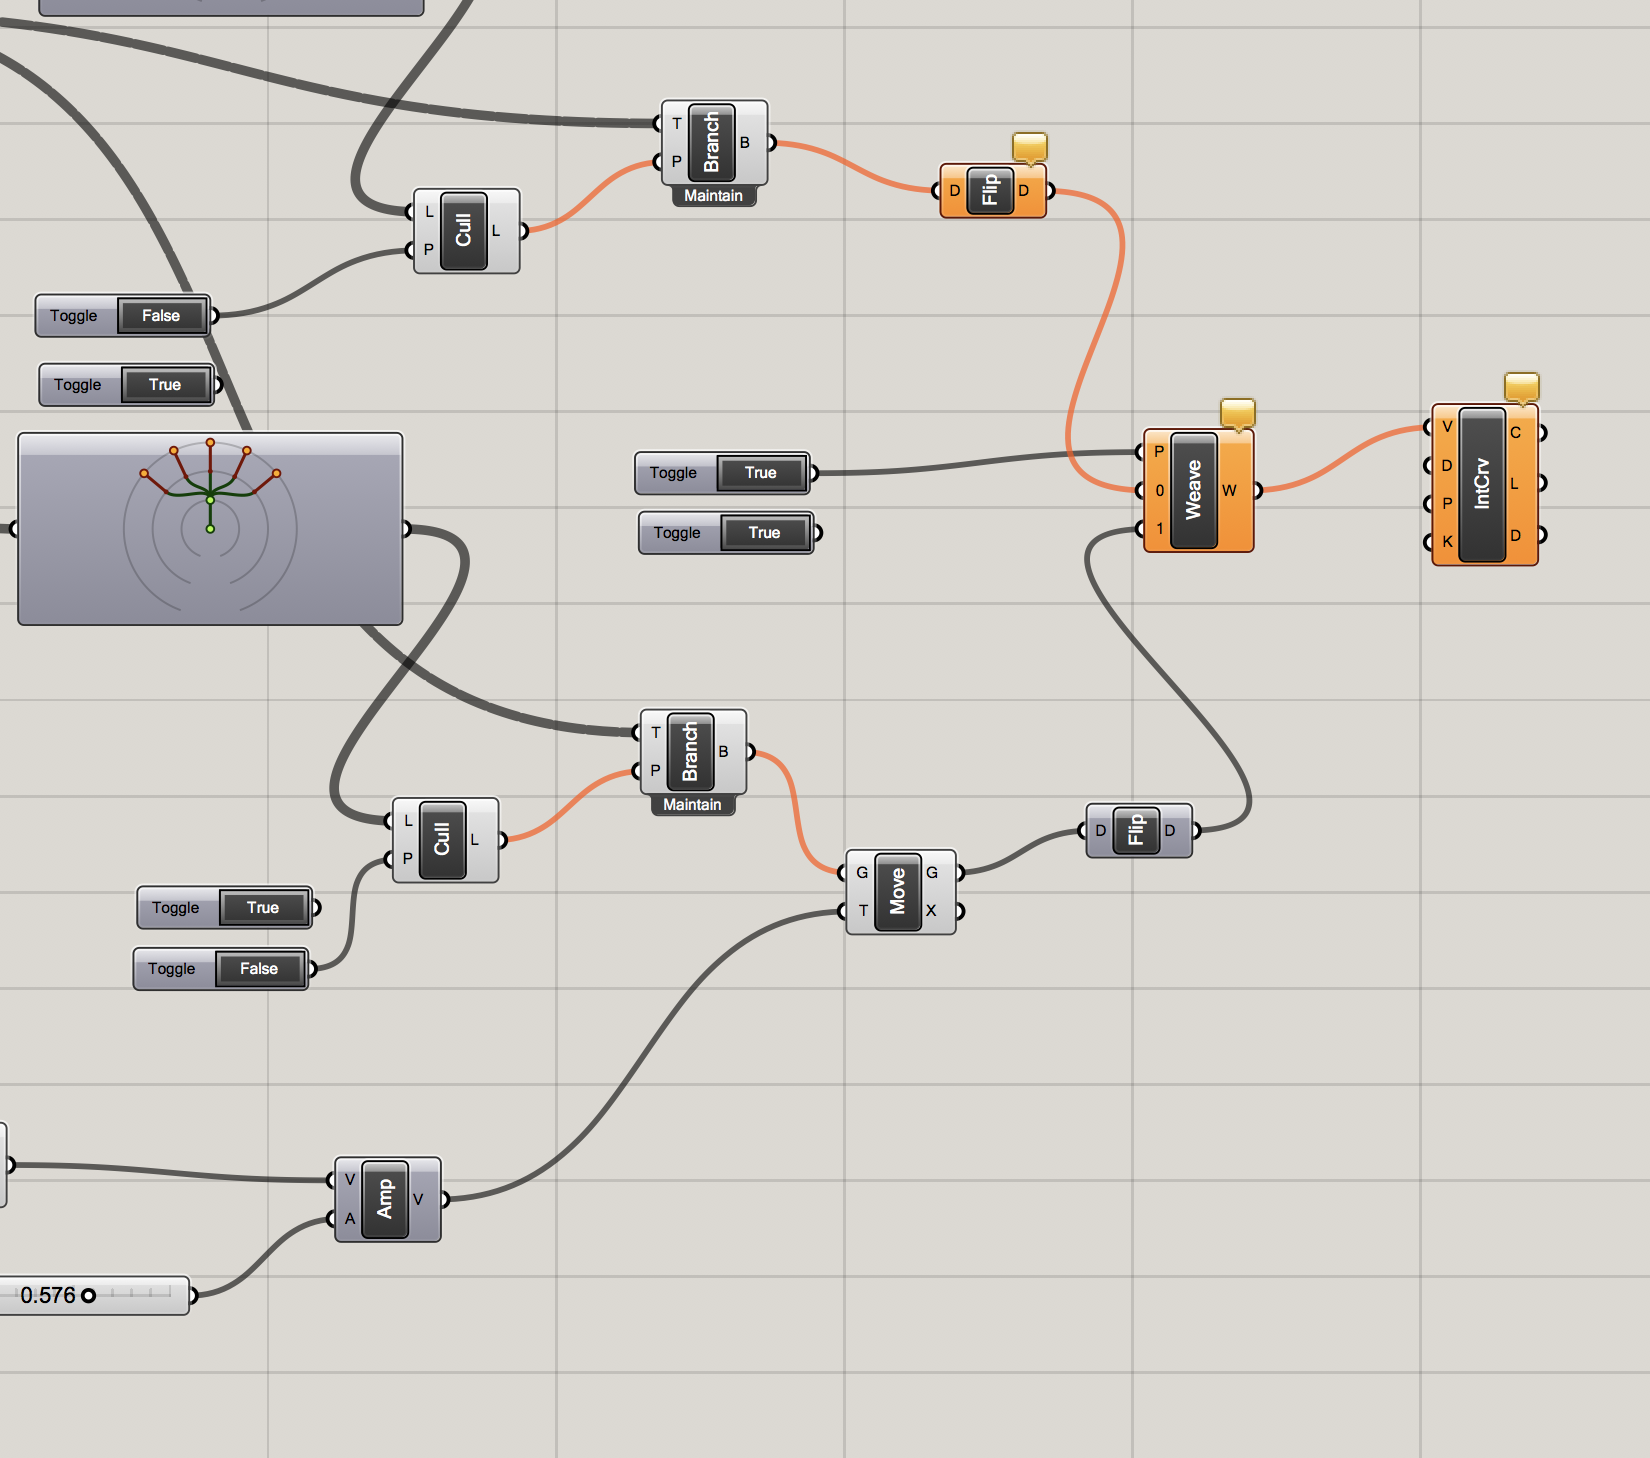 T
P
Branch
B
Maintain
D
Flip
D
L
P
Cull
L
Toggle
False
Toggle
True
Toggle
True
Toggle
True
P
0
1
Weave
W
V
D
P
K
IntCrv
C
L
D
T
P
Branch
B
Maintain
L
P
Cull
L
D
Flip
D
G
T
Move
G
X
Toggle
True
Toggle
False
V
A
Amp
V
0.576